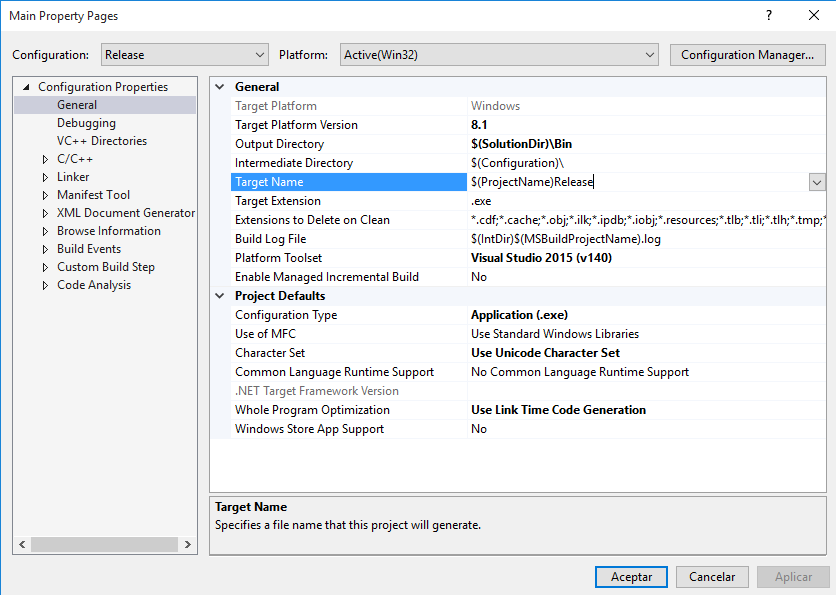 Main Property Pages ?
Configuration: Release Platform: Active(Win32) Configuration Manager...
Configuration Properties
General
Debugging
VC++ Directories
C/C++
Linker
Manifest Tool
XML Document Generator
Browse Information
Build Events
Custom Build Step
Code Analysis
General
Target Platform Windows
Target Platform Version 8.1
Output Directory $(SolutionDir)\Bin
Intermediate Directory $(Configuration)\
Target Name $(ProjectName)Release
Target Extension .exe
Extensions to Delete on Clean *.cdf;*.cache;*.obj;*.ilk;*.ipdb;*.iobj;*.resources;*.tlb;*.tli;*.tlh;*.tmp;*
Build Log File $(IntDir)$(MSBuildProjectName).log
Platform Toolset Visual Studio 2015 (v140)
Enable Managed Incremental Build No
Project Defaults
Configuration Type Application (.exe)
Use of MFC Use Standard Windows Libraries
Character Set Use Unicode Character Set
Common Language Runtime Support No Common Language Runtime Support
.NET Target Framework Version
Whole Program Optimization Use Link Time Code Generation
Windows Store App Support No
Target Name
Specifies a file name that this project will generate.
Aceptar Cancelar Aplicar